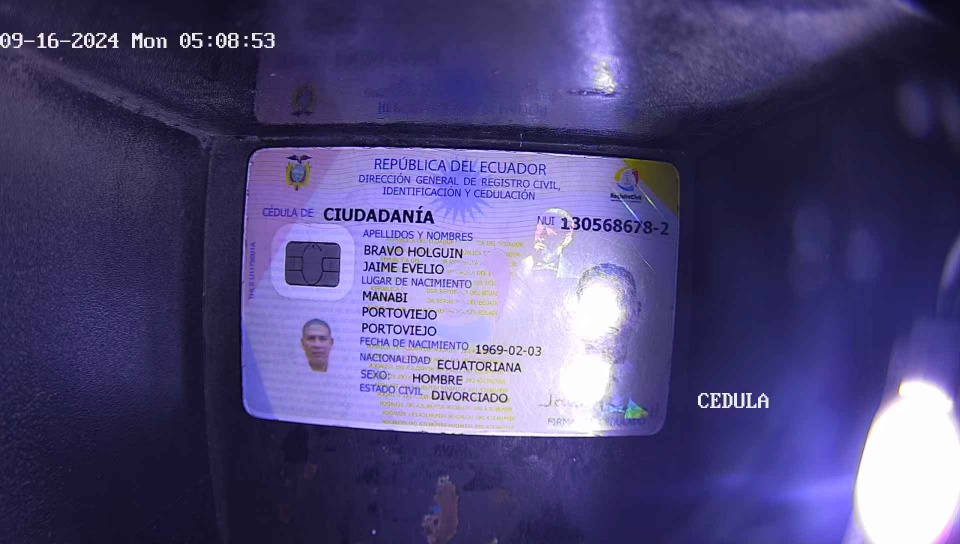 09-16-2024 Mon 05:08:53
REPÚBLICA DEL ECUADOR
DIRECCIÓN GENERAL DE REGISTRO CIVIL,
IDENTIFICACIÓN Y CEDULACIÓN
CÉDULA DE CIUDADANÍA
NUI 130568678-2
APELLIDOS Y NOMBRES
BRAVO HOLGUIN
JAIME EVELIO
LUGAR DE NACIMIENTO
MANABI
PORTOVIEJO
PORTOVIEJO
FECHA DE NACIMIENTO 1969-02-03
NACIONALIDAD ECUATORIANA
SEXO: HOMBRE
ESTADO CIVIL DIVORCIADO
CEDULA